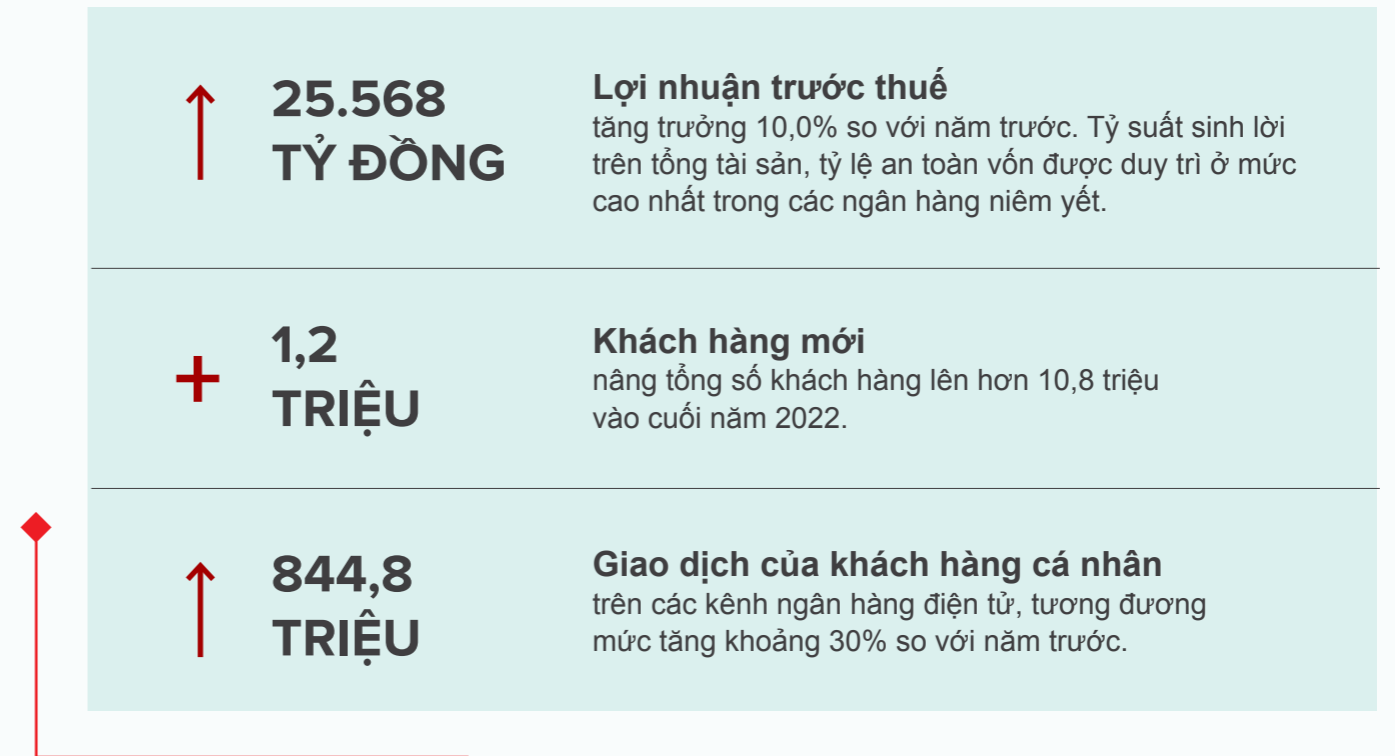 25.568
TỶ ĐỒNG
Lợi nhuận trước thuế
tăng trưởng 10,0% so với năm trước. Tỷ suất sinh lời
trên tổng tài sản, tỷ lệ an toàn vốn được duy trì ở mức
cao nhất trong các ngân hàng niêm yết.
+ 1,2
TRIỆU
Khách hàng mới
nâng tổng số khách hàng lên hơn 10,8 triệu
vào cuối năm 2022.
844,8
TRIỆU
Giao dịch của khách hàng cá nhân
trên các kênh ngân hàng điện tử, tương đương
mức tăng khoảng 30% so với năm trước.